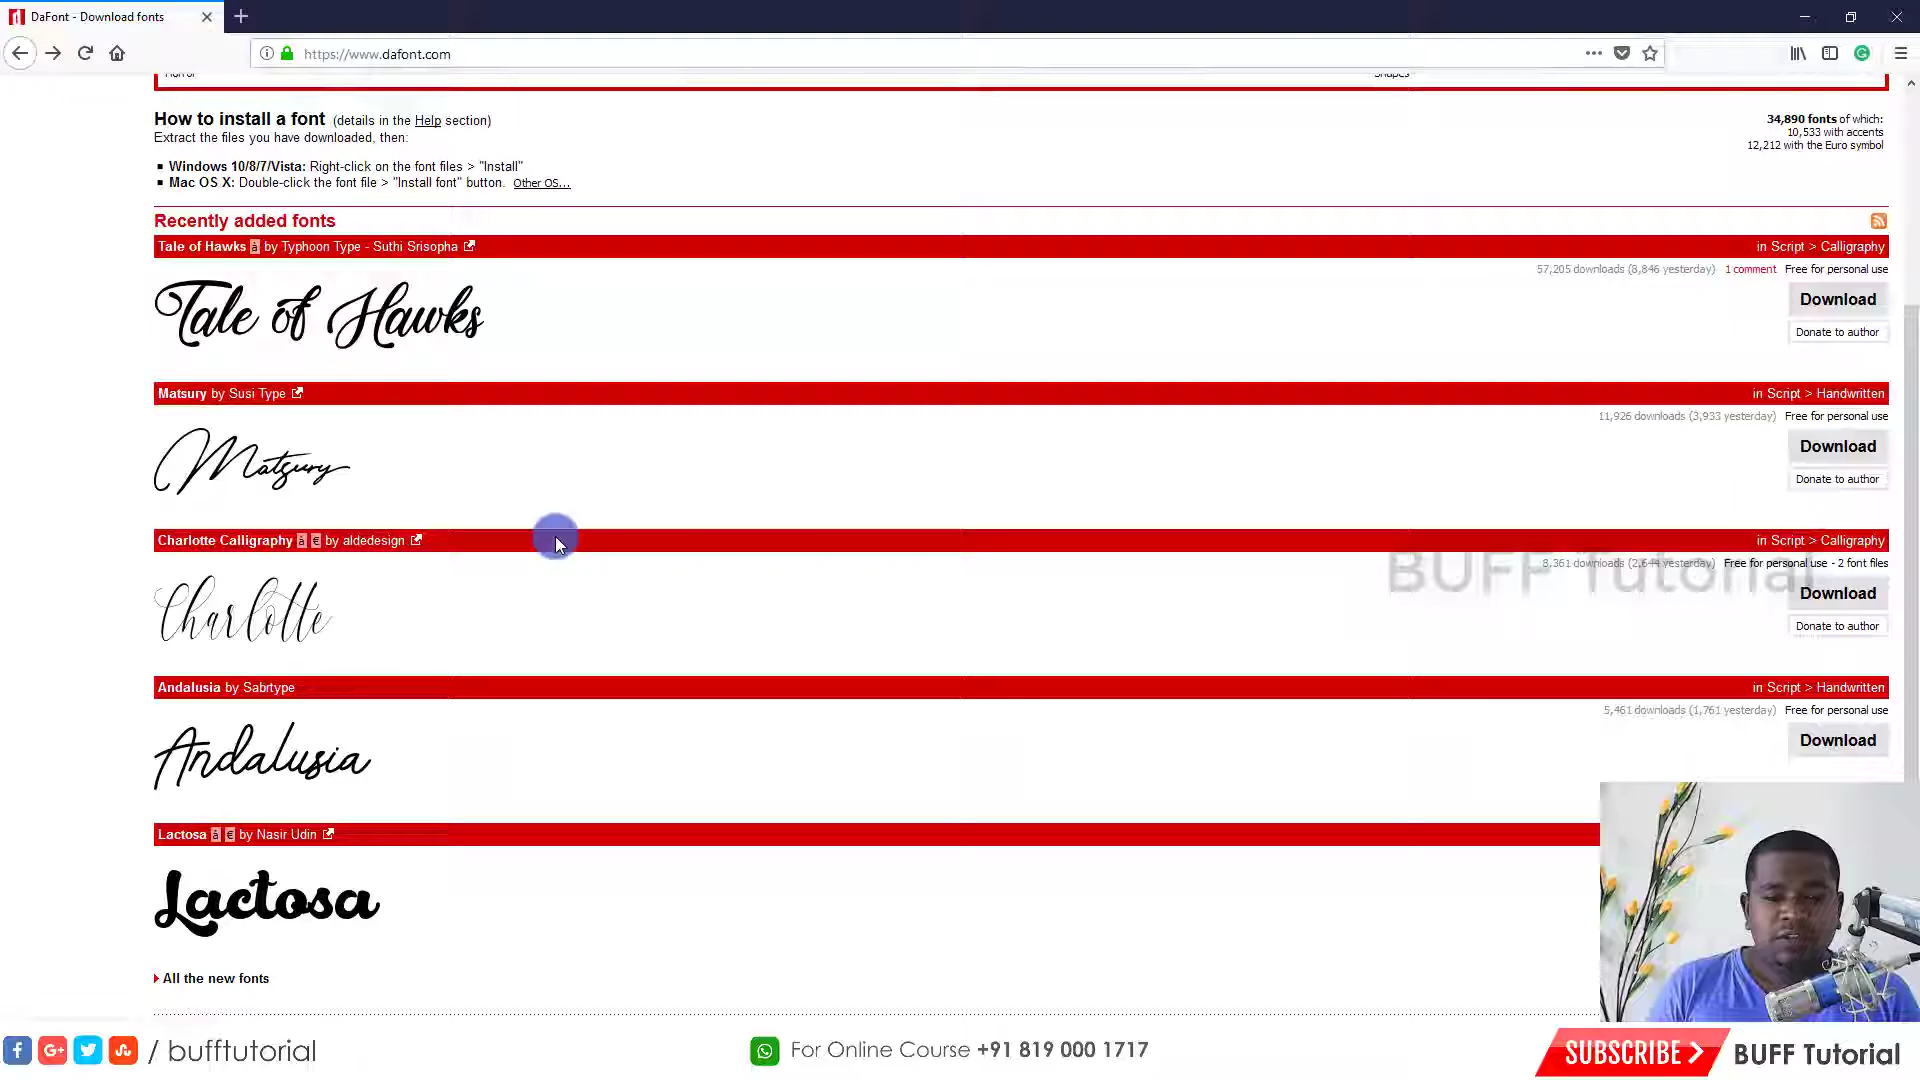 DaFont - Download fonts
https://www.dafont.com
How to install a font (details in the Help section)
Extract the files you have downloaded, then:
Windows 10/8/7/Vista: Right-click on the font files > "Install"
Mac OS X: Double-click the font file > "Install font" button. Other OS...
34,890 fonts of which:
10,533 with accents
12,212 with the Euro symbol
Recently added fonts
Tale of Hawks à by Typhoon Type - Suthi Srisopha
in Script > Calligraphy
57,205 downloads (8,846 yesterday) 1 comment Free for personal use
Tale of Hawks
Download
Donate to author
Matsury by Susi Type
in Script > Handwritten
11,926 downloads (3,933 yesterday) Free for personal use
Matsury
Download
Donate to author
Charlotte Calligraphy à € by aldedesign
in Script > Calligraphy
8,361 downloads (2,644 yesterday) Free for personal use - 2 font files
BUFF Tutorial
Charlotte
Download
Donate to author
Andalusia by Sabrtype
in Script > Handwritten
5,461 downloads (1,761 yesterday) Free for personal use
Andalusia
Download
Lactosa à € by Nasir Udin
Lactosa
All the new fonts
/ bufftutorial
For Online Course +91 819 000 1717
SUBSCRIBE
BUFF Tutorial